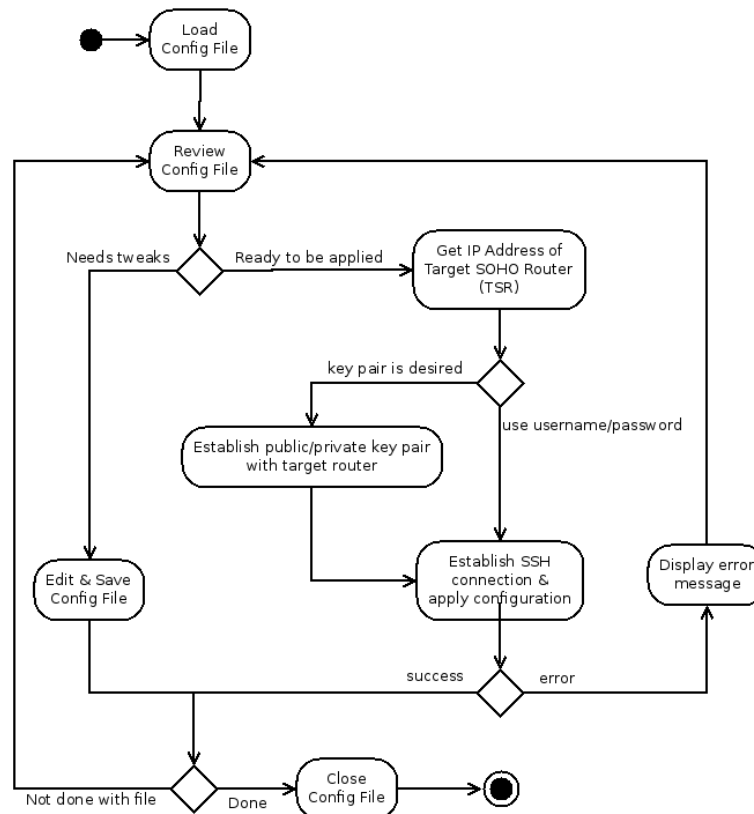 Load
Config File
Review
Config File
Needs tweaks
Ready to be applied
Get IP Address of
Target SOHO Router
(TSR)
key pair is desired
use username/password
Establish public/private key pair
with target router
Establish SSH
connection &
apply configuration
Display error
message
Edit & Save
Config File
success
error
Not done with file
Done
Close
Config File